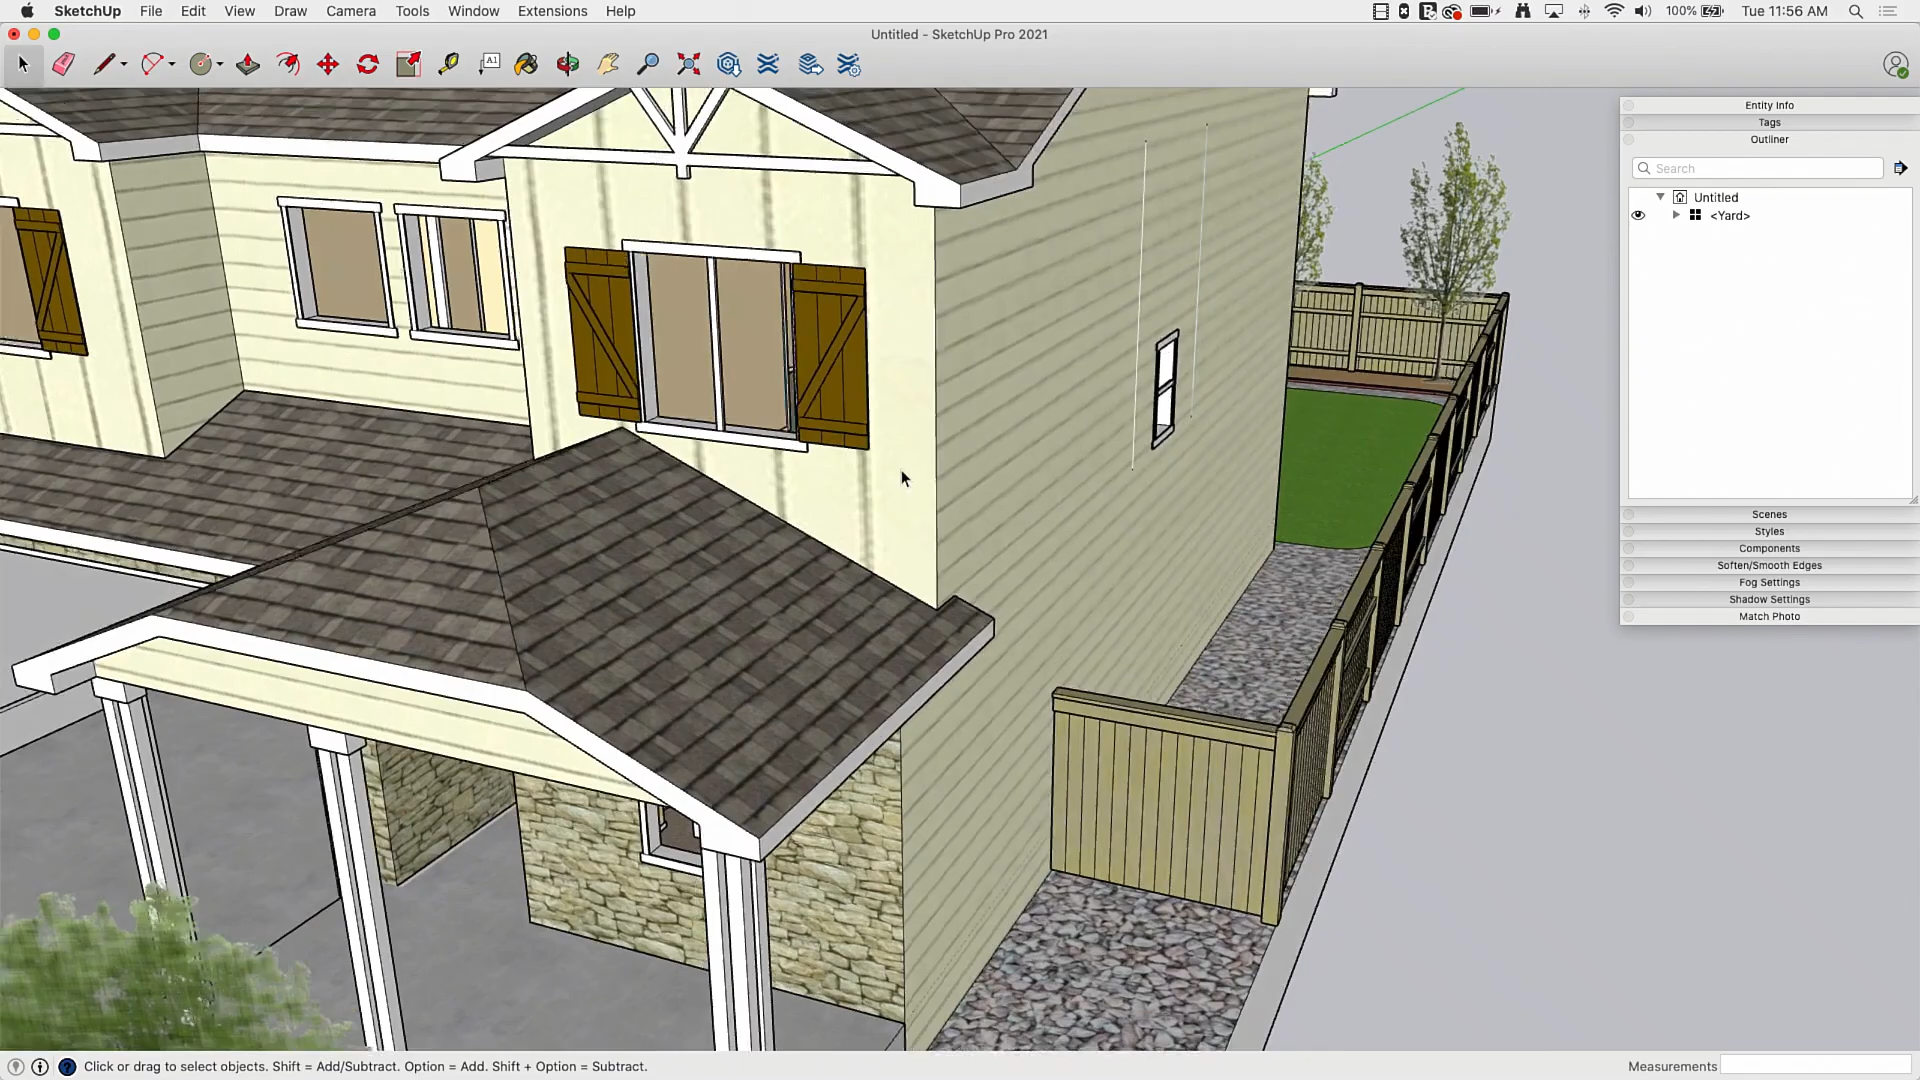 SketchUp File Edit View Draw Camera Tools Window Extensions Help
100% Tue 11:56 AM
Untitled - SketchUp Pro 2021
A1
Entity Info
Tags
Outliner
Search
Untitled
<Yard>
Scenes
Styles
Components
Soften/Smooth Edges
Fog Settings
Shadow Settings
Match Photo
Click or drag to select objects. Shift = Add/Subtract. Option = Add. Shift + Option = Subtract.
Measurements